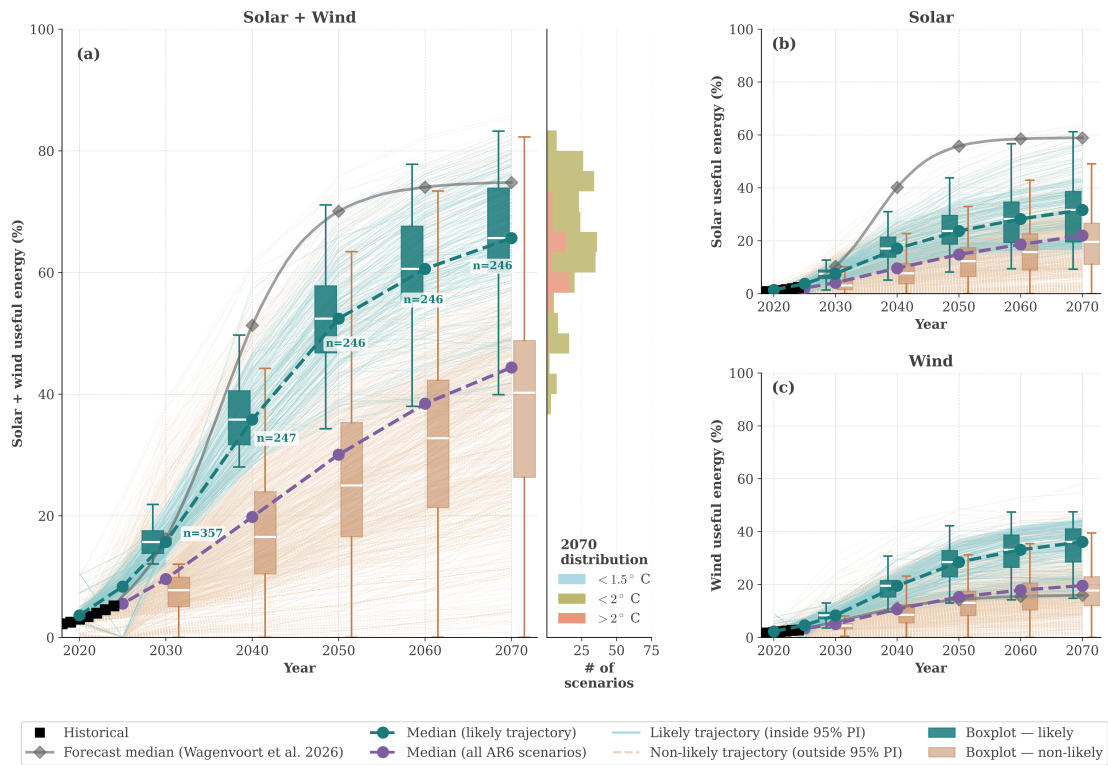 Solar + Wind
(a)
Solar + wind useful energy (%)
100
80
60
40
20
0
n=357
n=247
n=246
n=246
n=246
2020
2030
2040
2050
2060
2070
Year
2070
distribution
<1.5° C
<2° C
>2° C
25
50
75
# of
scenarios
Solar
(b)
Solar useful energy (%)
100
80
60
40
20
0
2020
2030
2040
2050
2060
2070
Year
Wind
(c)
Wind useful energy (%)
100
80
60
40
20
0
2020
2030
2040
2050
2060
2070
Year
Historical
Forecast median (Wagenvoort et al. 2026)
Median (likely trajectory)
Median (all AR6 scenarios)
Likely trajectory (inside 95% PI)
Non-likely trajectory (outside 95% PI)
Boxplot — likely
Boxplot — non-likely